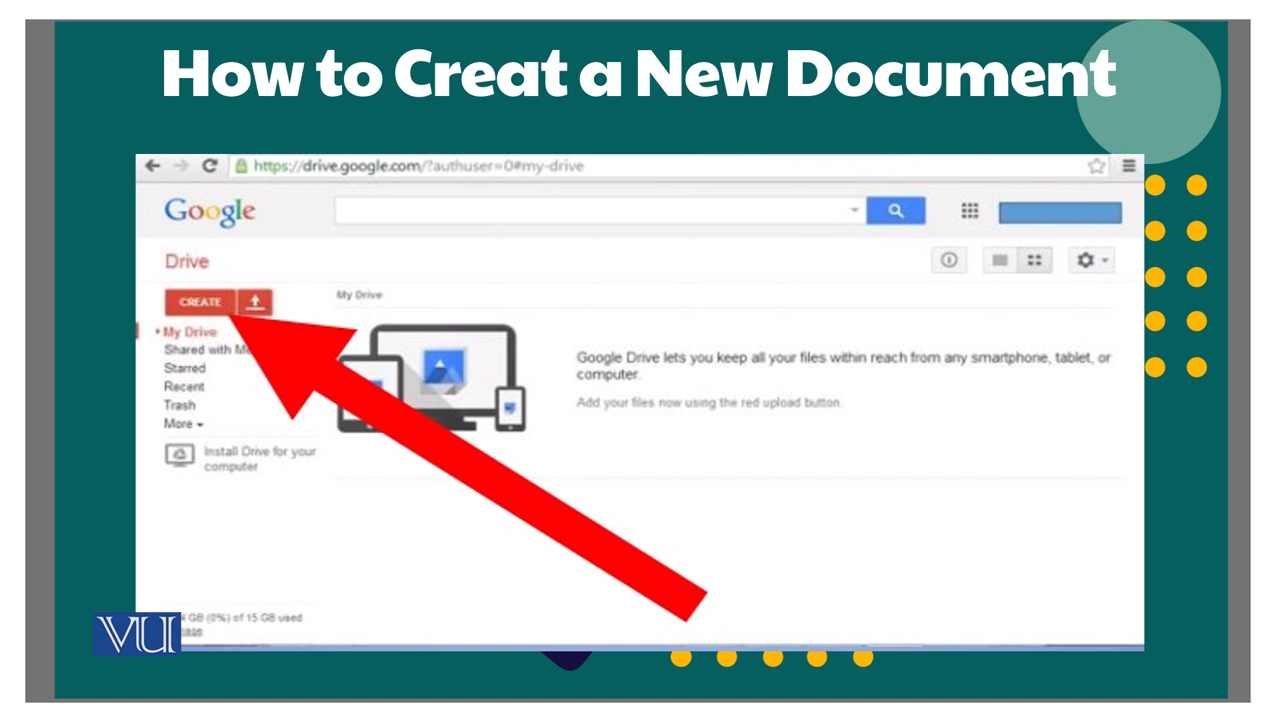 How to Creat a New Document
https://drive.google.com/?authuser=0#my-drive
Google
Drive
CREATE
My Drive
My Drive
Shared with
Starred
Recent
Trash
More
Install Drive for your
computer
Google Drive lets you keep all your files within reach from any smartphone, tablet, or
computer.
Add your files now using the red upload button.
GB (0%) of 15 GB used
VU